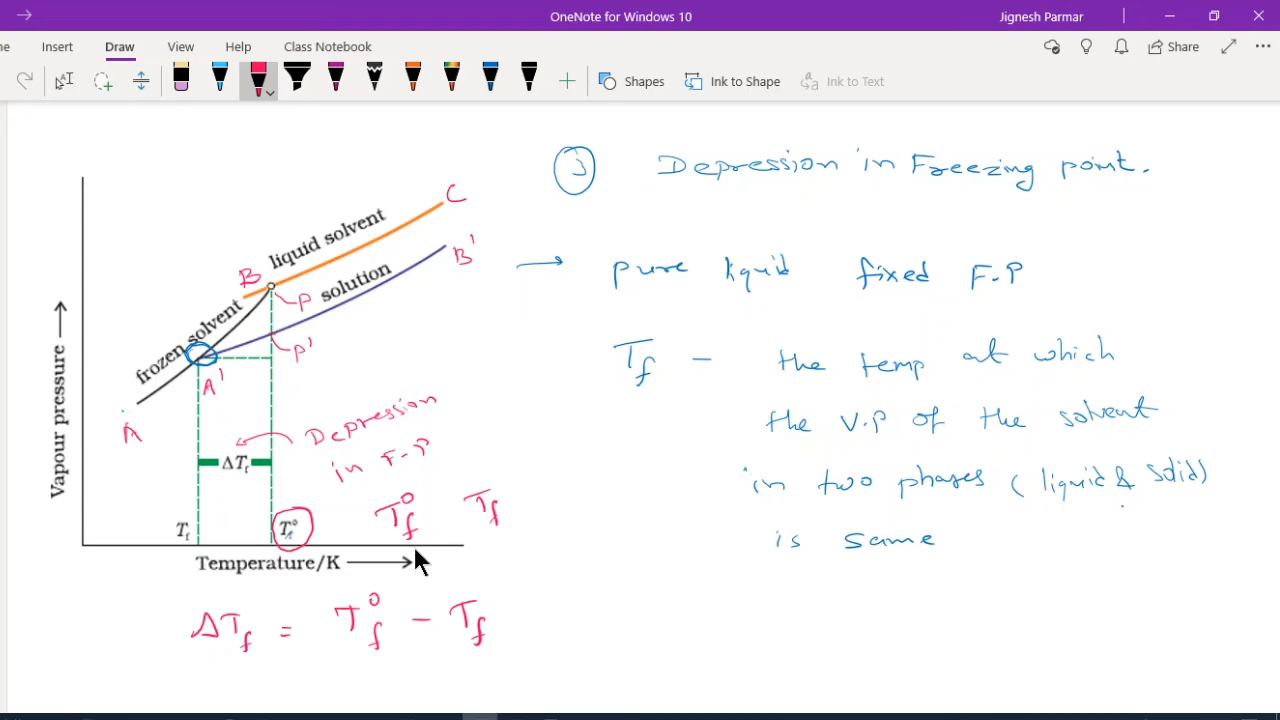 OneNote for Windows 10
Jignesh Parmar
Insert Draw View Help Class Notebook
Share
Shapes
Ink to Shape
Ink to Text
③ Depression in Freezing point.
→ pure liquid fixed F.P
Tf – the temp at which
the V.P of the solvent
in two phases (liquid & solid)
is same
Vapour pressure →
frozen solvent
liquid solvent
solution
A
A'
B
C
B'
P
P'
Depression
in F.P
ΔTf
Tf
Tf°
Tf° Tf
Temperature/K →
ΔTf = Tf° – Tf